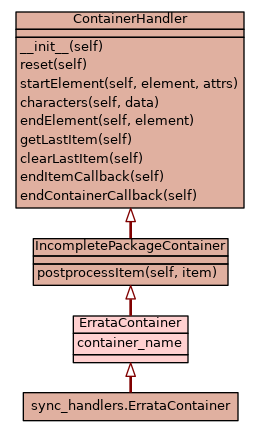 ContainerHandler
__init__(self)
reset(self)
startElement(self, element, attrs)
characters(self, data)
endElement(self, element)
getLastItem(self)
clearLastItem(self)
endItemCallback(self)
endContainerCallback(self)
IncompletePackageContainer
postprocessItem(self, item)
ErrataContainer
container_name
sync_handlers.ErrataContainer